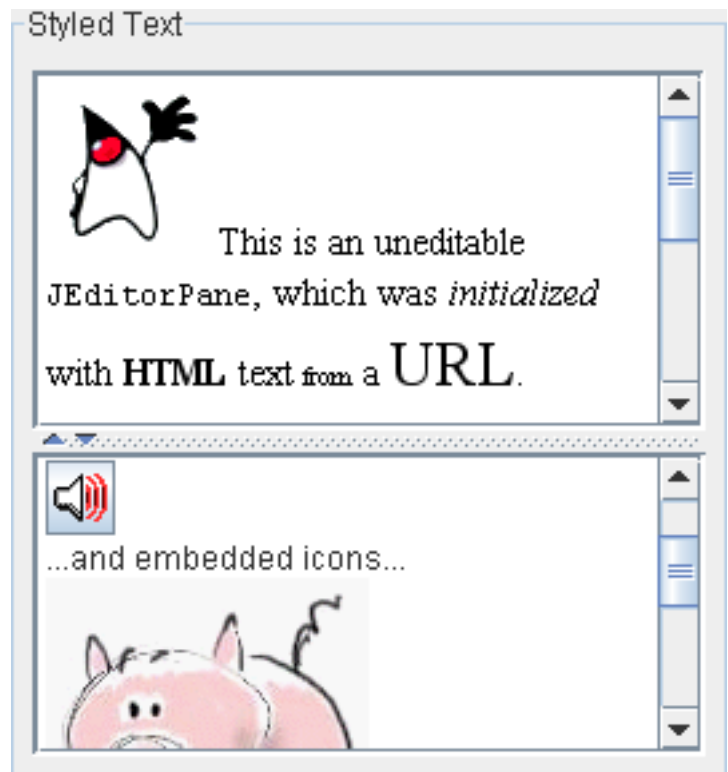 Styled Text
This is an uneditable
JEditorPane, which was initialized
with HTML text from a URL.
...and embedded icons...